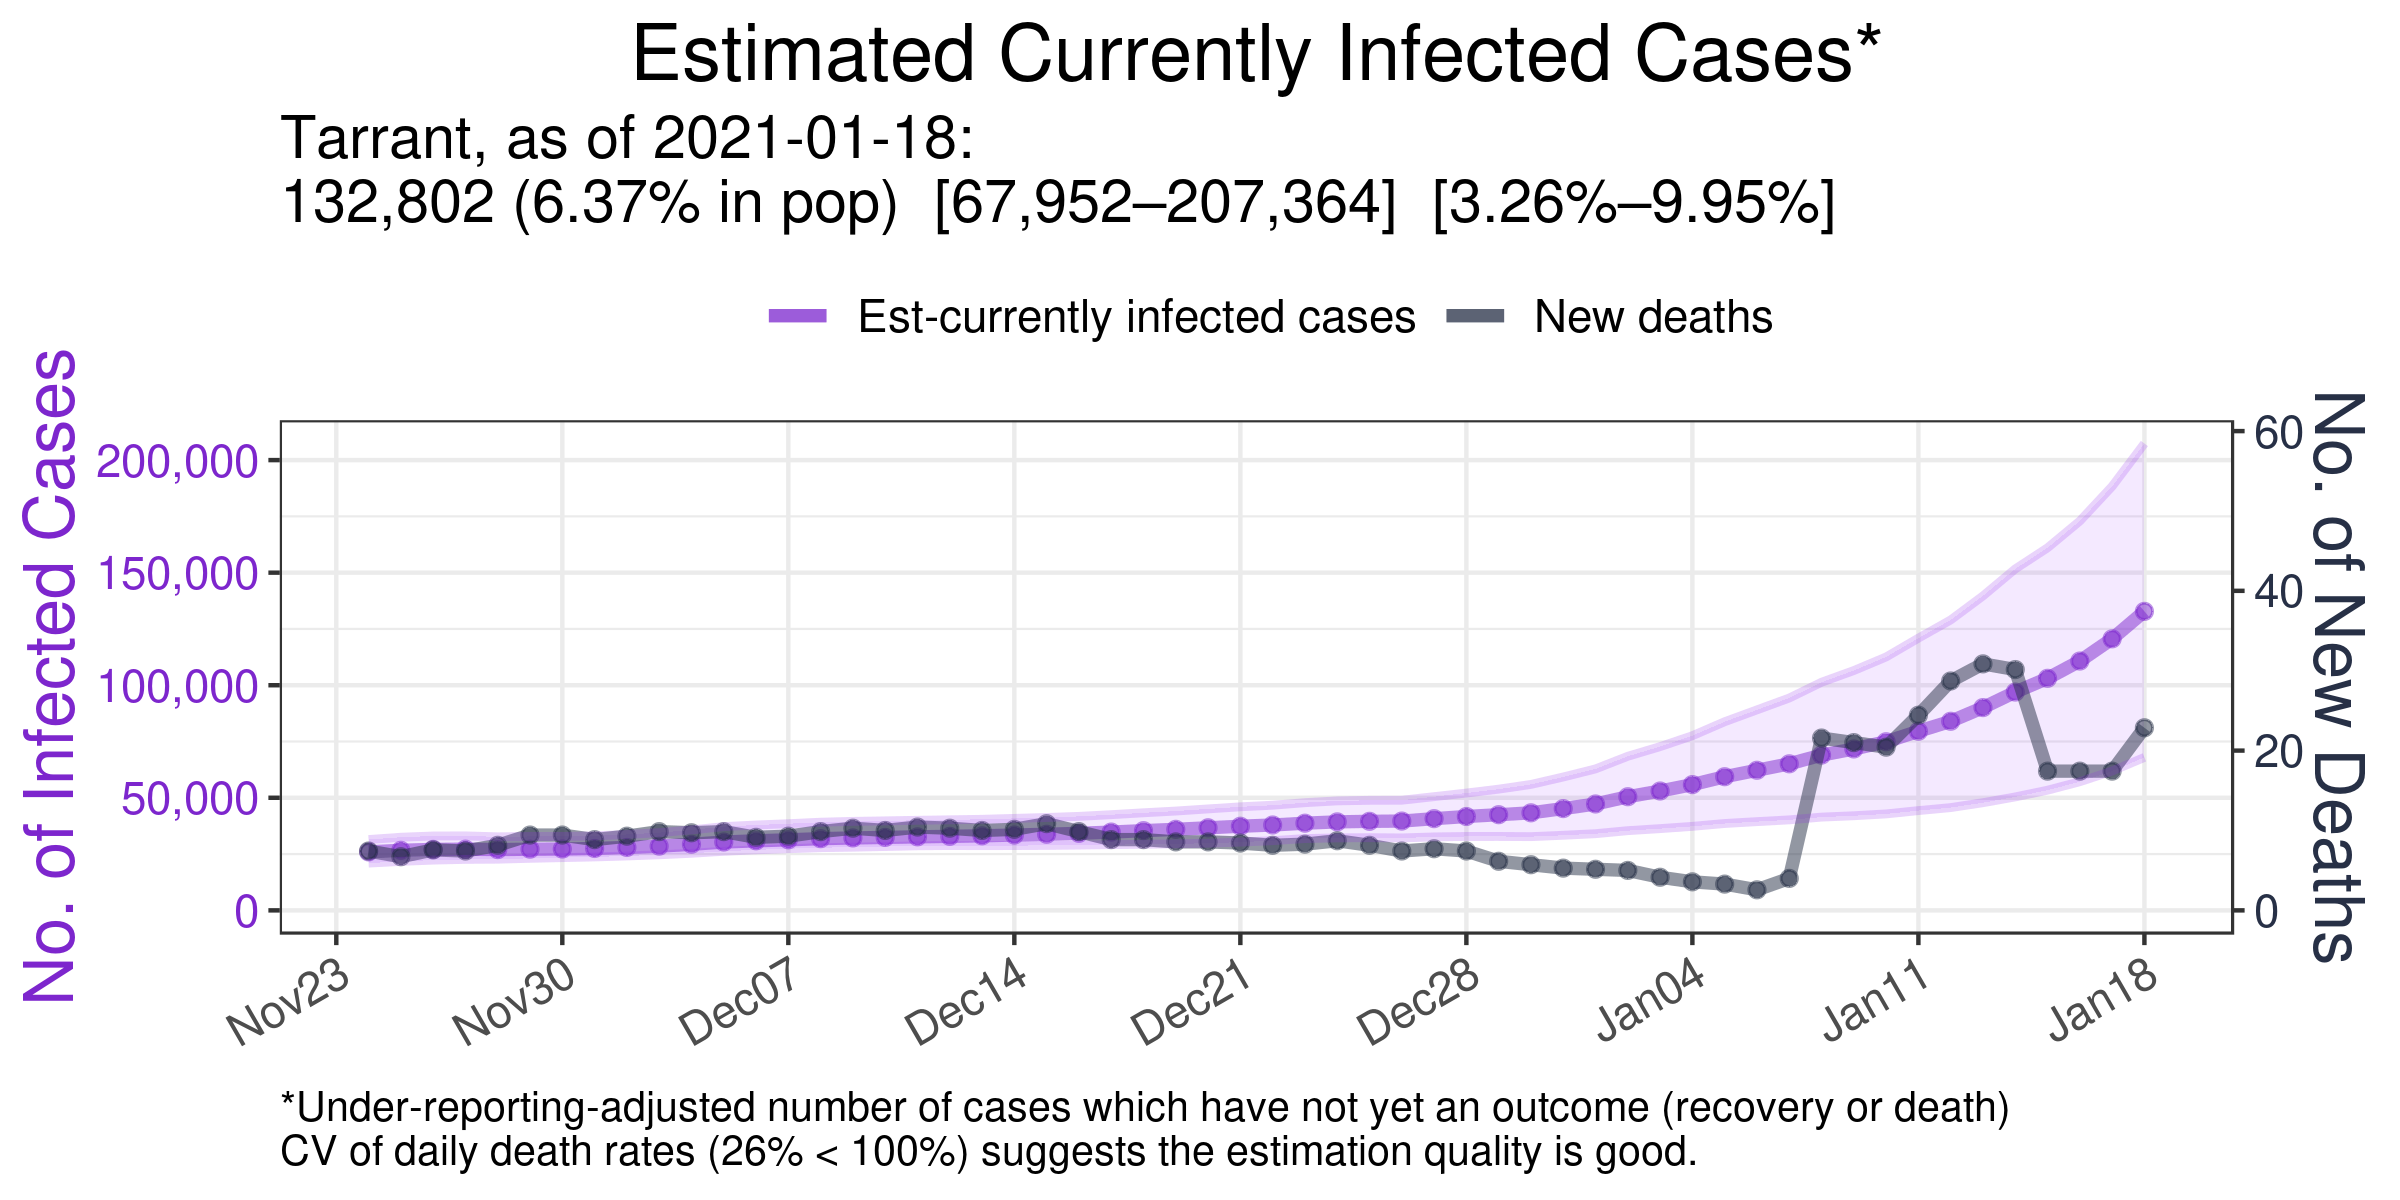 Estimated Currently Infected Cases*
Tarrant, as of 2021-01-18:
132,802 (6.37% in pop)  [67,952–207,364]  [3.26%–9.95%]
Est-currently infected cases
New deaths
No. of Infected Cases
200,000
150,000
100,000
50,000
0
60
40
20
0
No. of New Deaths
Nov23
Nov30
Dec07
Dec14
Dec21
Dec28
Jan04
Jan11
Jan18
*Under-reporting-adjusted number of cases which have not yet an outcome (recovery or death)
CV of daily death rates (26% < 100%) suggests the estimation quality is good.